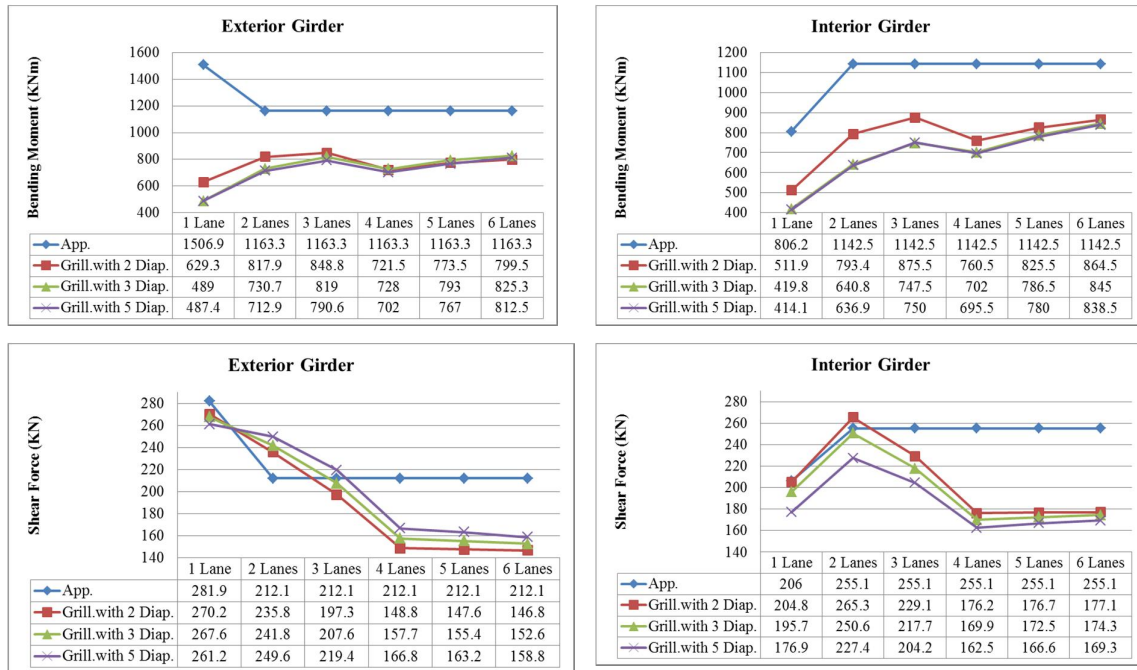 Exterior Girder
Bending Moment (KNm)
1600
1400
1200
1000
800
600
400
1 Lane 2 Lanes 3 Lanes 4 Lanes 5 Lanes 6 Lanes
App. 1506.9 1163.3 1163.3 1163.3 1163.3 1163.3
Grill.with 2 Diap. 629.3 817.9 848.8 721.5 773.5 799.5
Grill.with 3 Diap. 489 730.7 819 728 793 825.3
Grill.with 5 Diap. 487.4 712.9 790.6 702 767 812.5
Interior Girder
Bending Moment (KNm)
1200
1100
1000
900
800
700
600
500
400
1 Lane 2 Lanes 3 Lanes 4 Lanes 5 Lanes 6 Lanes
App. 806.2 1142.5 1142.5 1142.5 1142.5 1142.5
Grill.with 2 Diap. 511.9 793.4 875.5 760.5 825.5 864.5
Grill.with 3 Diap. 419.8 640.8 747.5 702 786.5 845
Grill.with 5 Diap. 414.1 636.9 750 695.5 780 838.5
Exterior Girder
Shear Force (KN)
280
260
240
220
200
180
160
140
1 Lane 2 Lanes 3 Lanes 4 Lanes 5 Lanes 6 Lanes
App. 281.9 212.1 212.1 212.1 212.1 212.1
Grill.with 2 Diap. 270.2 235.8 197.3 148.8 147.6 146.8
Grill.with 3 Diap. 267.6 241.8 207.6 157.7 155.4 152.6
Grill.with 5 Diap. 261.2 249.6 219.4 166.8 163.2 158.8
Interior Girder
Shear Force (KN)
280
260
240
220
200
180
160
140
1 Lane 2 Lanes 3 Lanes 4 Lanes 5 Lanes 6 Lanes
App. 206 255.1 255.1 255.1 255.1 255.1
Grill.with 2 Diap. 204.8 265.3 229.1 176.2 176.7 177.1
Grill.with 3 Diap. 195.7 250.6 217.7 169.9 172.5 174.3
Grill.with 5 Diap. 176.9 227.4 204.2 162.5 166.6 169.3